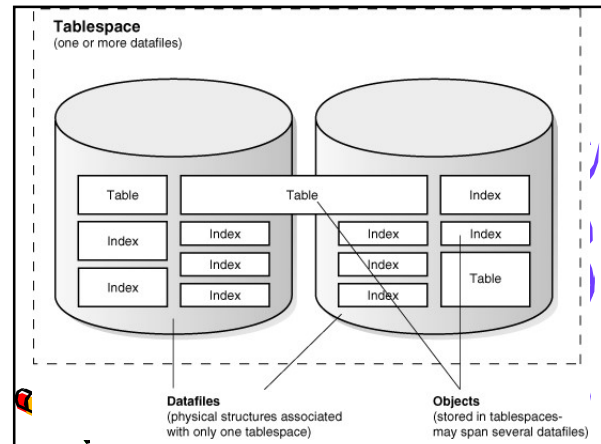 Tablespace
(one or more datafiles)
Table
Table
Index
Index
Index
Index
Index
Index
Index
Index
Table
Index
Index
Index
Datafiles
(physical structures associated
with only one tablespace)
Objects
(stored in tablespaces-
may span several datafiles)